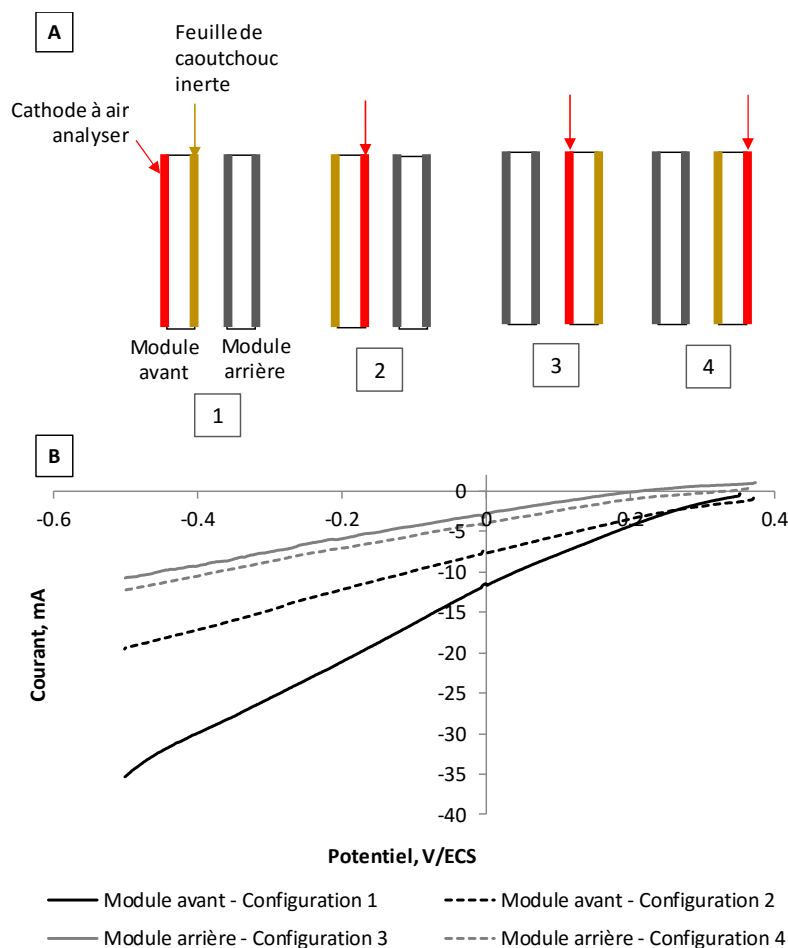 A
Feuille de
caoutchouc
inerte
Cathode à air
analyser
Module
avant
Module
arrière
1
2
3
4
B
0
-0.6
-0.4
-0.2
0
0.2
0.4
-5
-10
-15
-20
-25
-30
-35
-40
Courant, mA
Potentiel, V/ECS
Module avant - Configuration 1
Module avant - Configuration 2
Module arrière - Configuration 3
Module arrière - Configuration 4